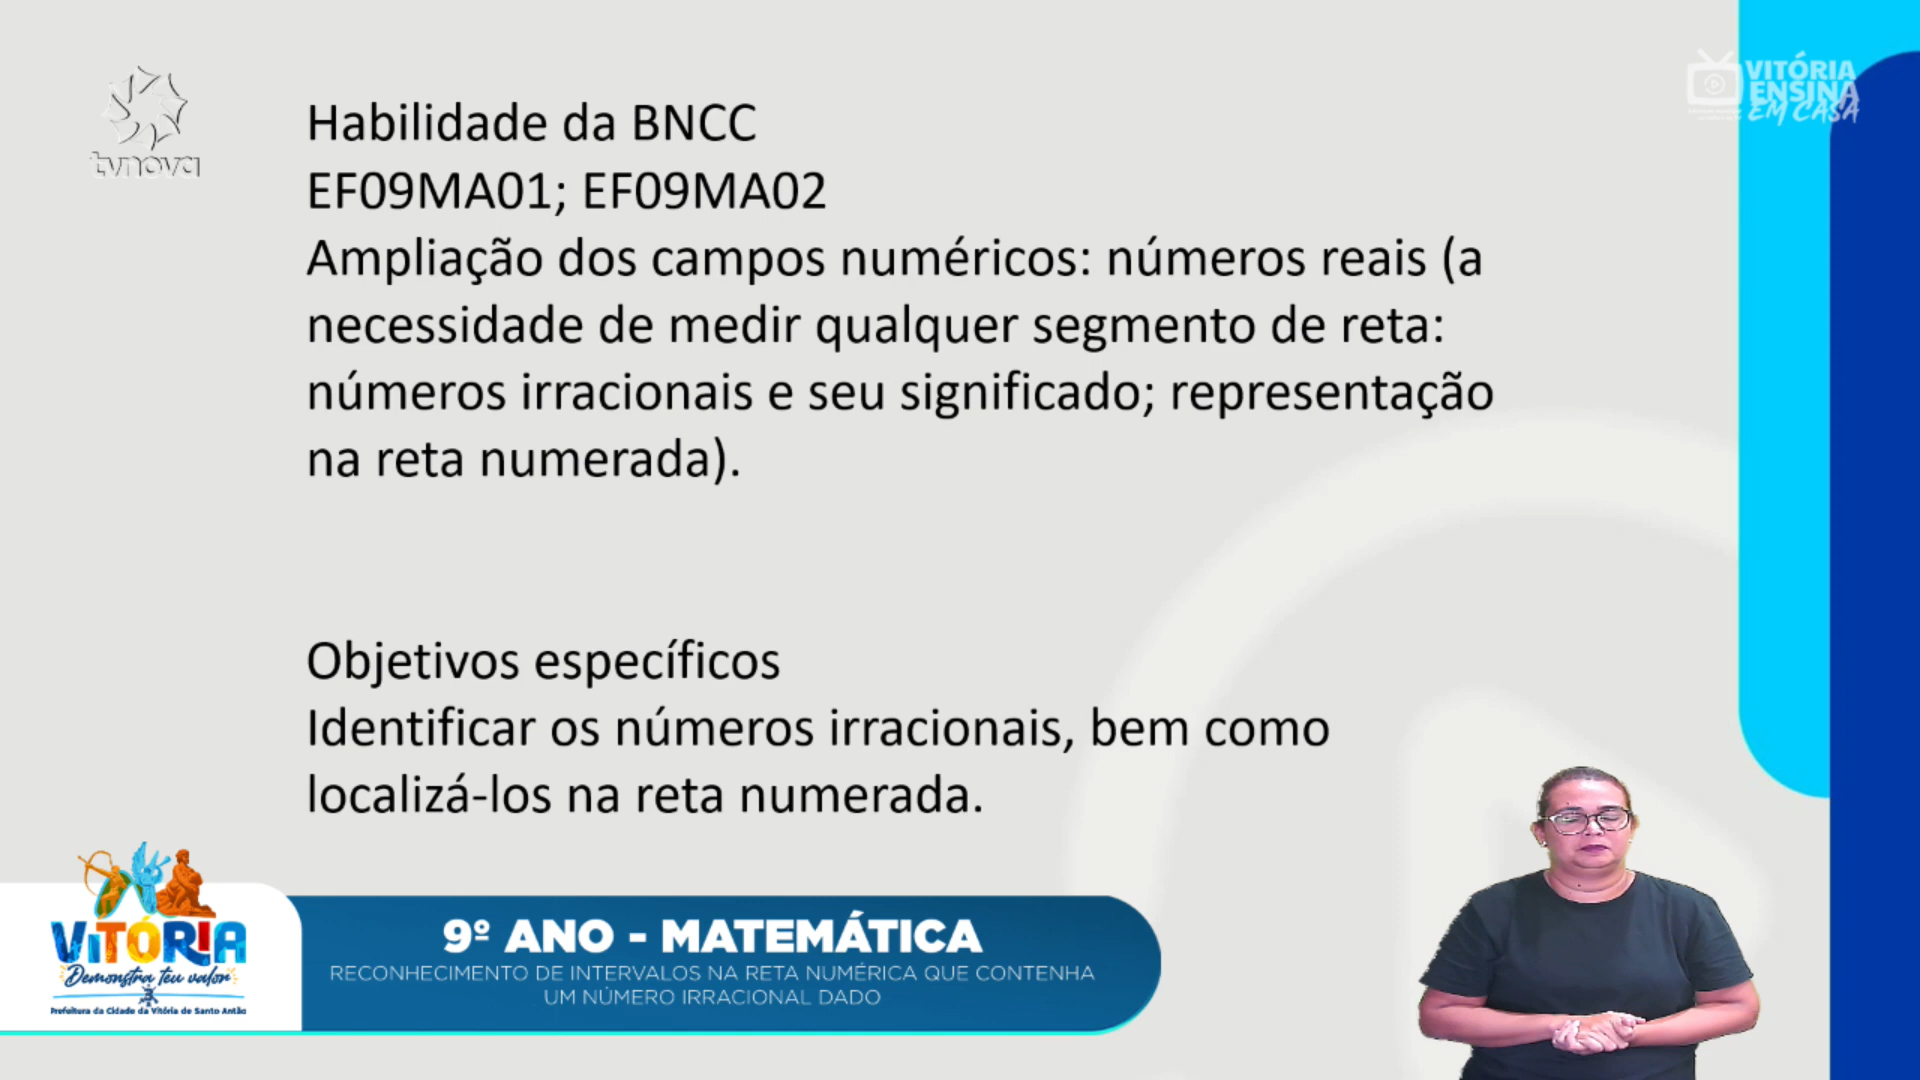 tvnova
VITÓRIA
ENSINA
EM CASA
Habilidade da BNCC
EF09MA01; EF09MA02
Ampliação dos campos numéricos: números reais (a
necessidade de medir qualquer segmento de reta:
números irracionais e seu significado; representação
na reta numerada).
Objetivos específicos
Identificar os números irracionais, bem como
localizá-los na reta numerada.
VITÓRIA
Demonstra teu valor
Prefeitura da Cidade da Vitória de Santo Antão
9º ANO - MATEMÁTICA
RECONHECIMENTO DE INTERVALOS NA RETA NUMÉRICA QUE CONTENHA
UM NÚMERO IRRACIONAL DADO